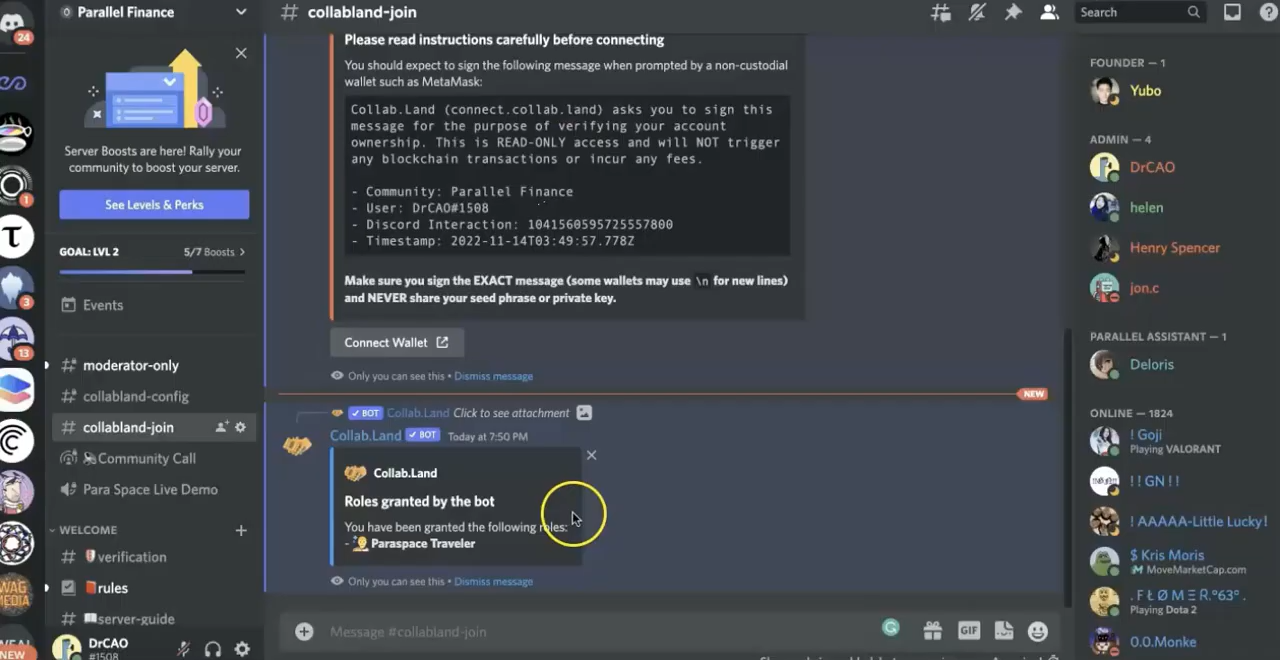 24
1
3
13
WAG
MEDIA
NEW
Parallel Finance
Server Boosts are here! Rally your
community to boost your server.
See Levels & Perks
GOAL: LVL 2
5/7 Boosts >
Events
moderator-only
collabland-config
collabland-join
Community Call
Para Space Live Demo
WELCOME
verification
rules
server-guide
DrCAO
#1508
# collabland-join
Search
Please read instructions carefully before connecting
You should expect to sign the following message when prompted by a non-custodial
wallet such as MetaMask:
Collab.Land (connect.collab.land) asks you to sign this
message for the purpose of verifying your account
ownership. This is READ-ONLY access and will NOT trigger
any blockchain transactions or incur any fees.
- Community: Parallel Finance
- User: DrCAO#1508
- Discord Interaction: 1041560595725557800
- Timestamp: 2022-11-14T03:49:57.778Z
Make sure you sign the EXACT message (some wallets may use \n for new lines)
and NEVER share your seed phrase or private key.
Connect Wallet
Only you can see this • Dismiss message
NEW
BOT Collab.Land Click to see attachment
Collab.Land BOT Today at 7:50 PM
Collab.Land
Roles granted by the bot
You have been granted the following roles:
- Paraspace Traveler
Only you can see this • Dismiss message
Message #collabland-join
GIF
FOUNDER — 1
Yubo
ADMIN — 4
DrCAO
helen
Henry Spencer
jon.c
PARALLEL ASSISTANT — 1
Deloris
ONLINE — 1824
! Goji
Playing VALORANT
! ! GN ! !
! AAAAA-Little Lucky!
$ Kris Moris
MoveMarketCap.com
. F Ł Ø M Ξ R.°63° .
Playing Dota 2
0.0.Monke